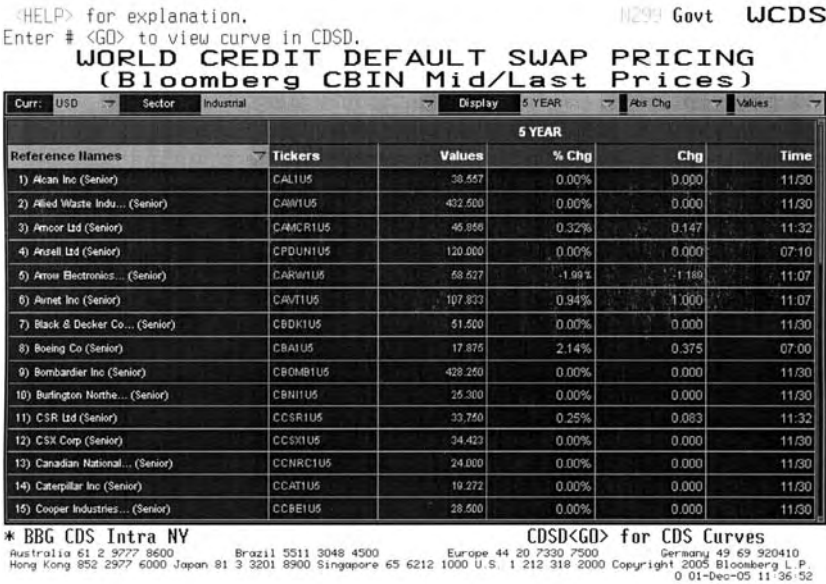 <HELP> for explanation. N299 Govt WCDS
Enter # <GO> to view curve in CDSD.
WORLD CREDIT DEFAULT SWAP PRICING
(Bloomberg CBIN Mid/Last Prices)
Curr: USD Sector Industrial Display 5 YEAR Abs Chg Values
5 YEAR
Reference Names Tickers Values % Chg Chg Time
1) Alcan Inc (Senior) CAL1U5 38.557 0.00% 0.000 11/30
2) Allied Waste Indu... (Senior) CAW1U5 432.500 0.00% 0.000 11/30
3) Amcor Ltd (Senior) CAMCR1U5 45.856 0.32% 0.147 11:32
4) Ansell Ltd (Senior) CPDUN1U5 120.000 0.00% 0.000 07:10
5) Arrow Electronics... (Senior) CARW1U5 58.527 -1.99% -1.189 11:07
6) Avnet Inc (Senior) CAVT1U5 107.833 0.94% 1.000 11:07
7) Black & Decker Co... (Senior) CBDK1U5 51.500 0.00% 0.000 11/30
8) Boeing Co (Senior) CBA1U5 17.875 2.14% 0.375 07:00
9) Bombardier Inc (Senior) CBOMB1U5 428.250 0.00% 0.000 11/30
10) Burlington Northe... (Senior) CBNI1U5 25.300 0.00% 0.000 11/30
11) CSR Ltd (Senior) CCSR1U5 33.750 0.25% 0.083 11:32
12) CSX Corp (Senior) CCSX1U5 34.423 0.00% 0.000 11/30
13) Canadian National... (Senior) CCNRC1U5 24.000 0.00% 0.000 11/30
14) Caterpillar Inc (Senior) CCAT1U5 19.272 0.00% 0.000 11/30
15) Cooper Industries... (Senior) CCBE1U5 28.500 0.00% 0.000 11/30
* BBG CDS Intra NY CDSD<GO> for CDS Curves
Australia 61 2 9777 8600 Brazil 5511 3048 4500 Europe 44 20 7330 7500 Germany 49 69 920410
Hong Kong 852 2977 6000 Japan 81 3 3201 8900 Singapore 65 6212 1000 U.S. 1 212 318 2000 Copyright 2005 Bloomberg L.P.
0 01-Dec-05 11:36:52